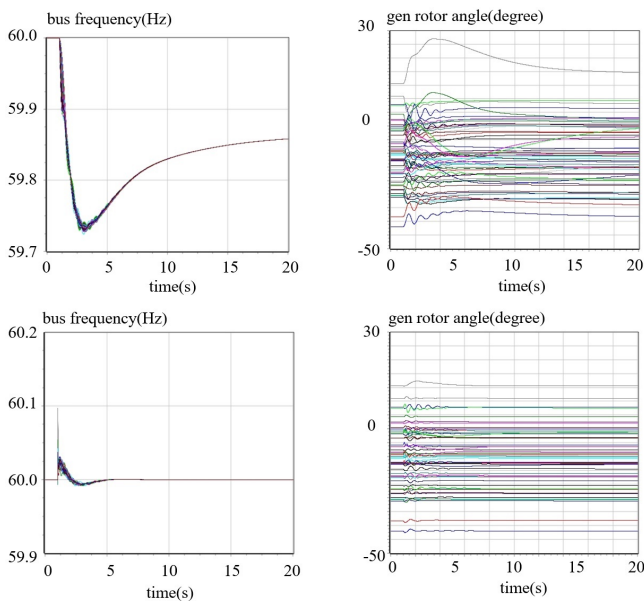 bus frequency(Hz)
60.0
59.9
59.8
59.7
0 5 10 15 20
time(s)
gen rotor angle(degree)
30
0
-50
0 5 10 15 20
time(s)
bus frequency(Hz)
60.2
60.1
60.0
59.9
0 5 10 15 20
time(s)
gen rotor angle(degree)
30
0
-50
0 5 10 15 20
time(s)